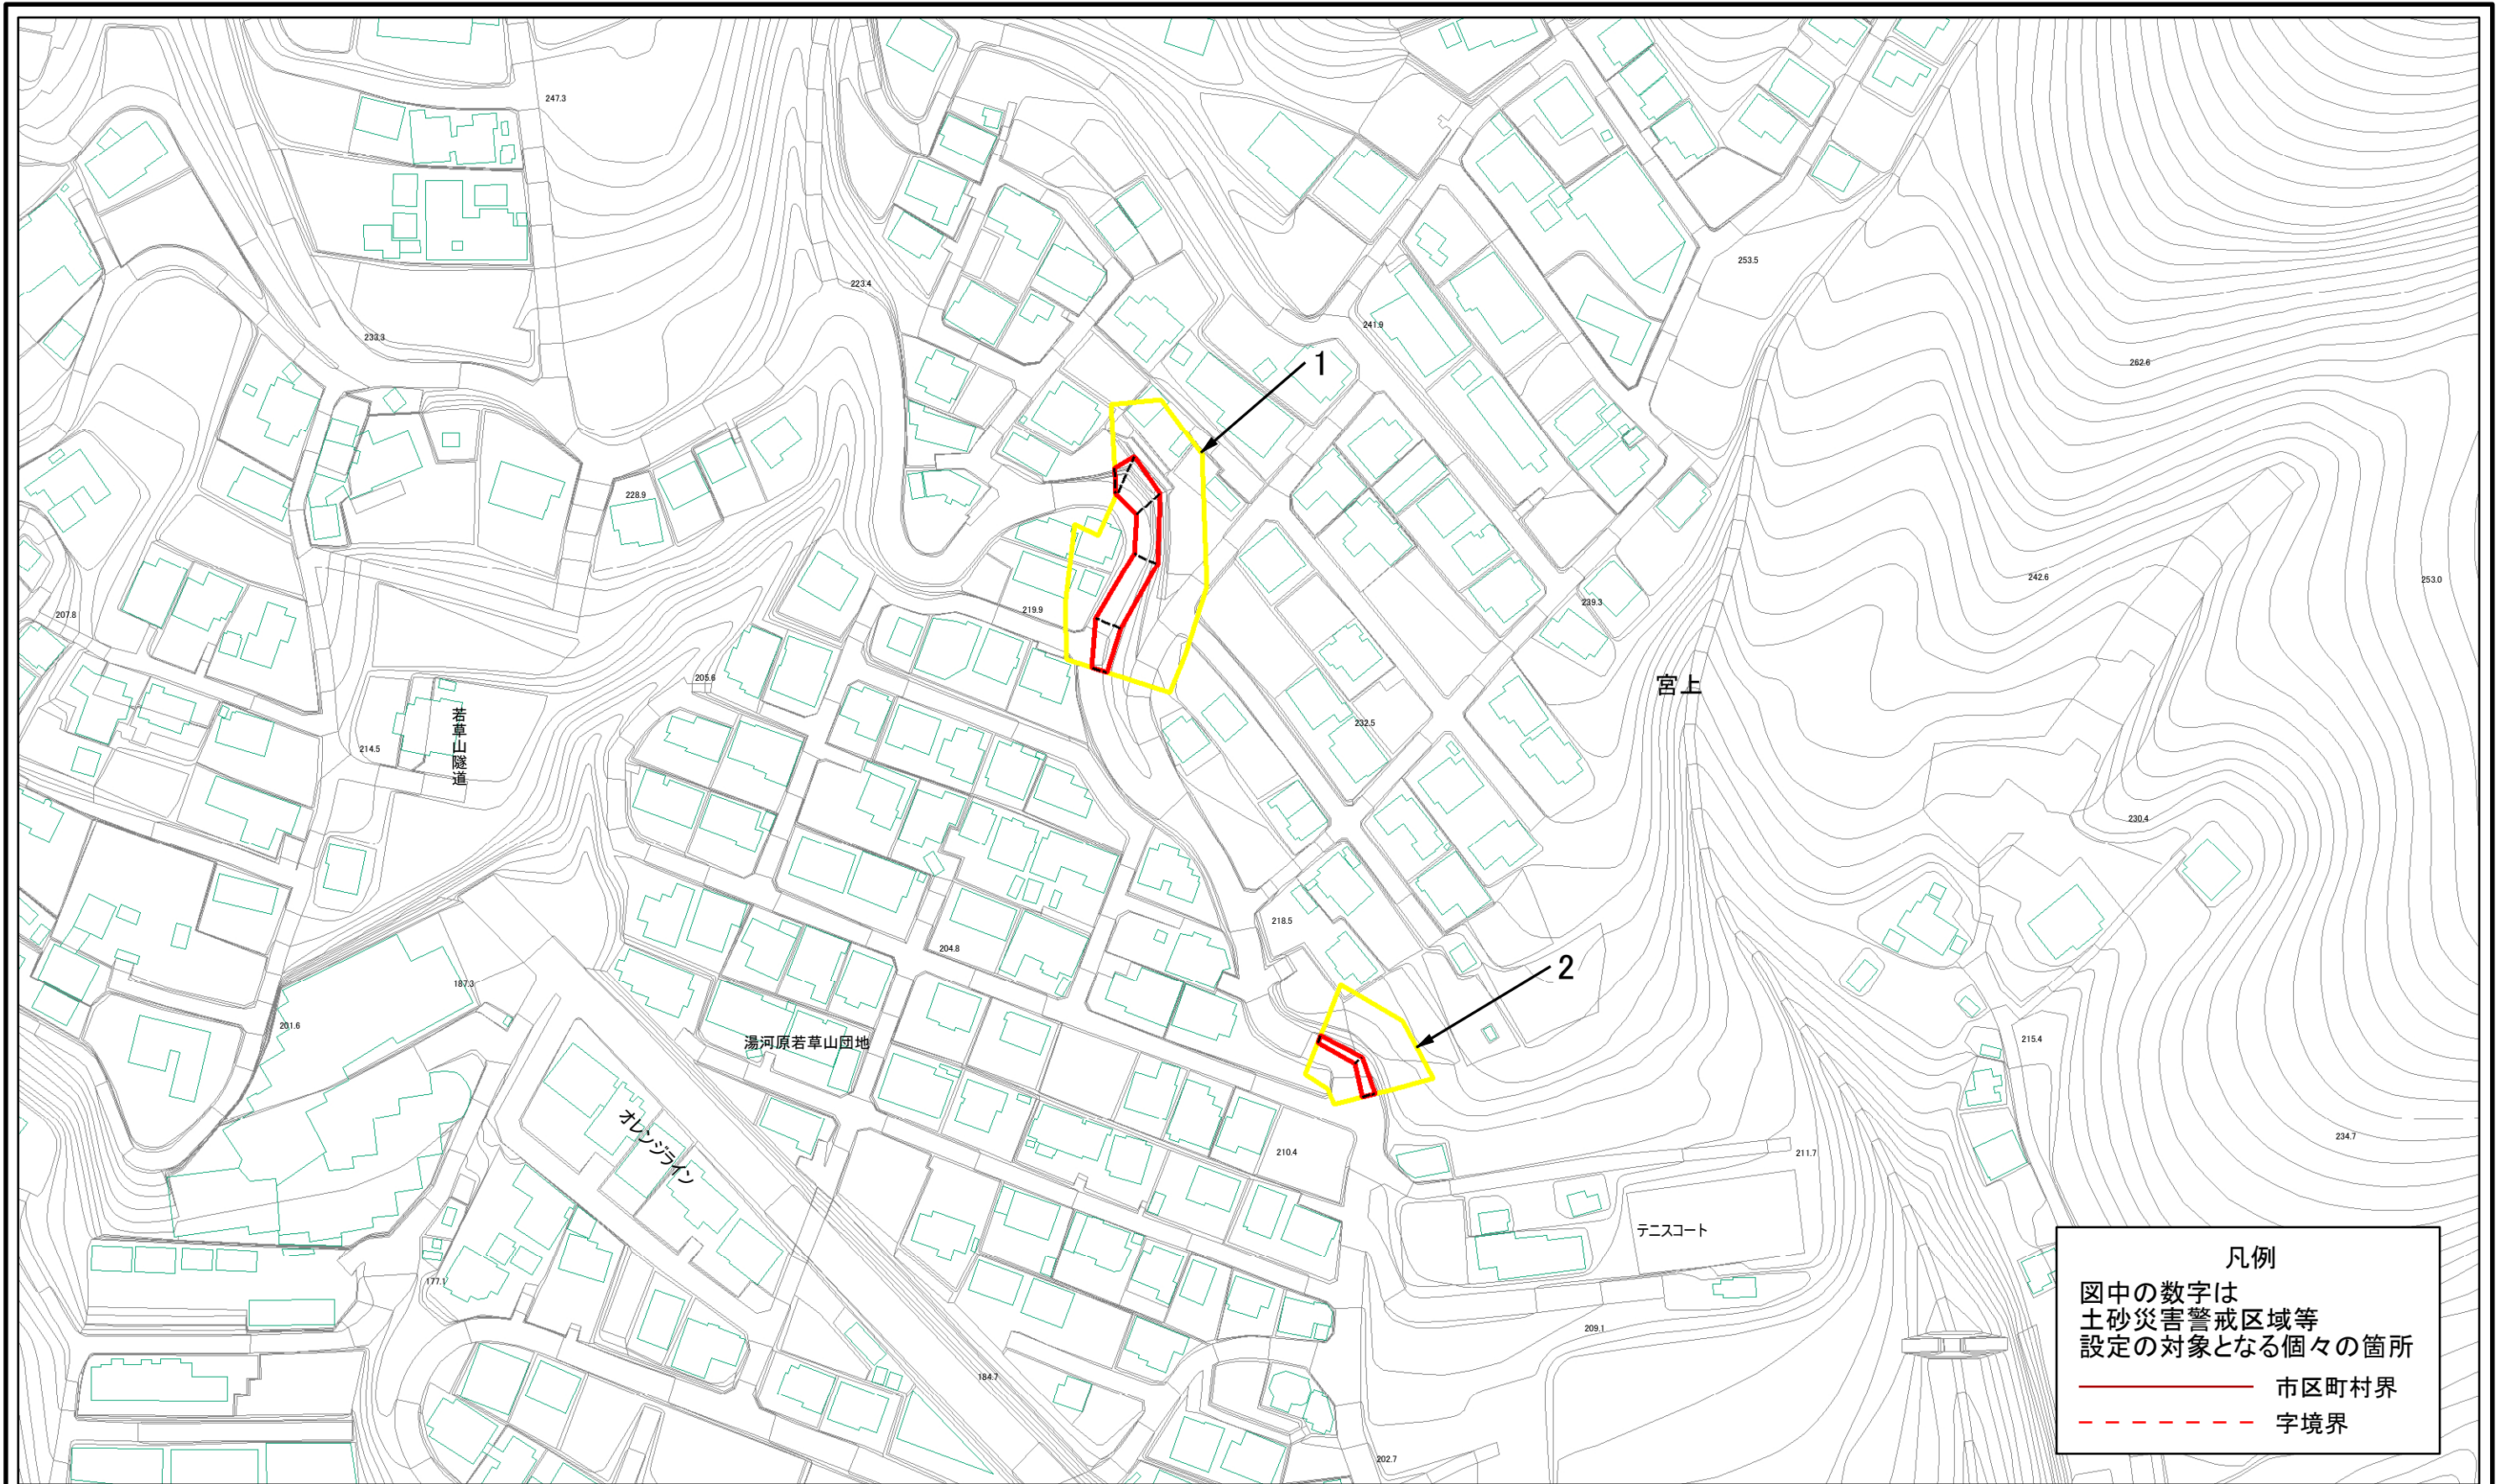 247.3
253.5
223.4
241.9
233.3
262.6
1
228.9
242.6
253.0
239.3
219.9
207.8
205.6
宮上
232.5
若草山隧道
214.5
230.4
218.5
204.8
2
187.3
201.6
湯河原若草山団地
215.4
オレンジライン
234.7
210.4
211.7
テニスコート
177.1
209.1
184.7
202.7
凡例
図中の数字は
土砂災害警戒区域等
設定の対象となる個々の箇所
市区町村界
字境界